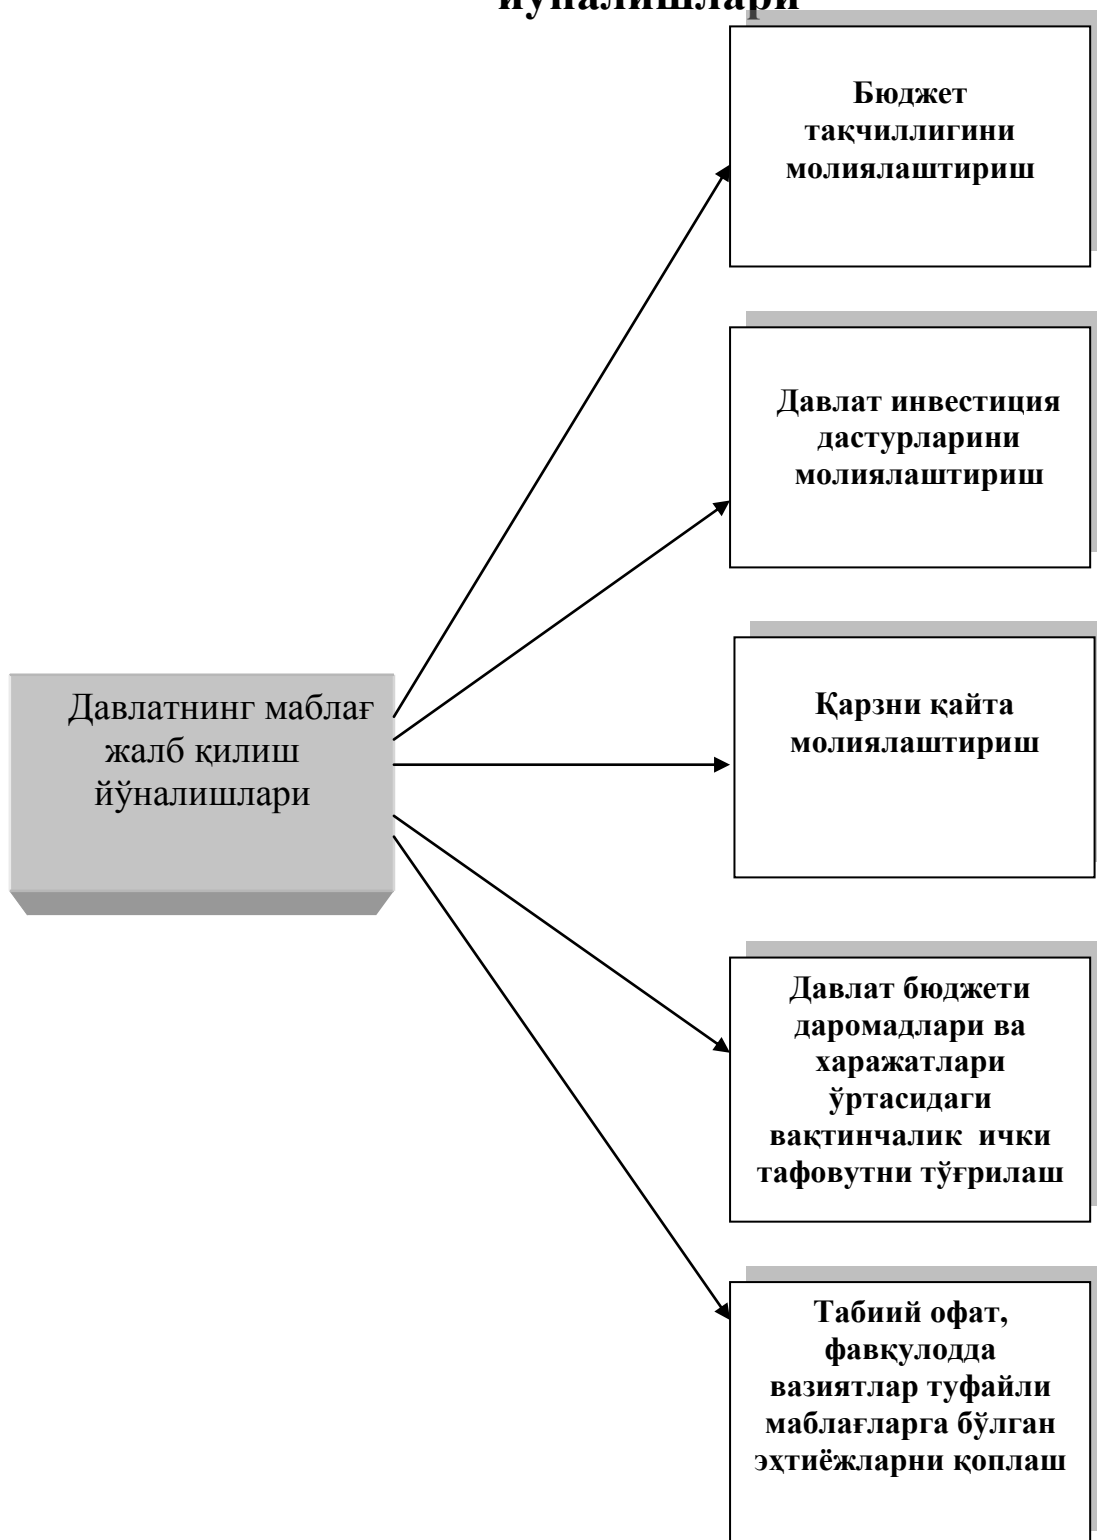 йўналишлари
Бюджет
тақчиллигини
молиялаштириш
Давлат инвестиция
дастурларини
молиялаштириш
Давлатнинг маблағ
жалб қилиш
йўналишлари
Қарзни қайта
молиялаштириш
Давлат бюджети
даромадлари ва
харажатлари
ўртасидаги
вақтинчалик ички
тафовутни тўғрилаш
Табиий офат,
фавқулодда
вазиятлар туфайли
маблағларга бўлган
эҳтиёжларни қоплаш